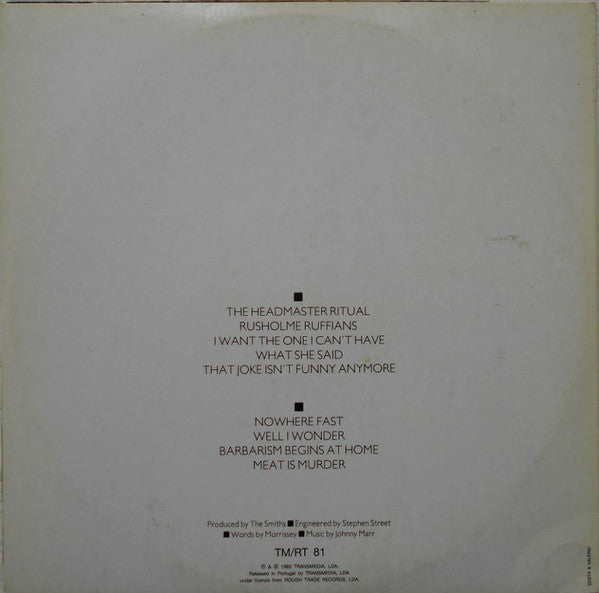 THE HEADMASTER RITUAL
RUSHOLME RUFFIANS
I WANT THE ONE I CAN'T HAVE
WHAT SHE SAID
THAT JOKE ISN'T FUNNY ANYMORE
NOWHERE FAST
WELL I WONDER
BARBARISM BEGINS AT HOME
MEAT IS MURDER
Produced by The Smiths ■ Engineered by Stephen Street
■ Words by Morrissey ■ Music by Johnny Marr
TM/RT 81
℗ & © 1985 TRANSMEDIA, LDA.
Released in Portugal by TRANSMEDIA, LDA.
under licence from ROUGH TRADE RECORDS, LDA.
COSTA & VALÉRIO